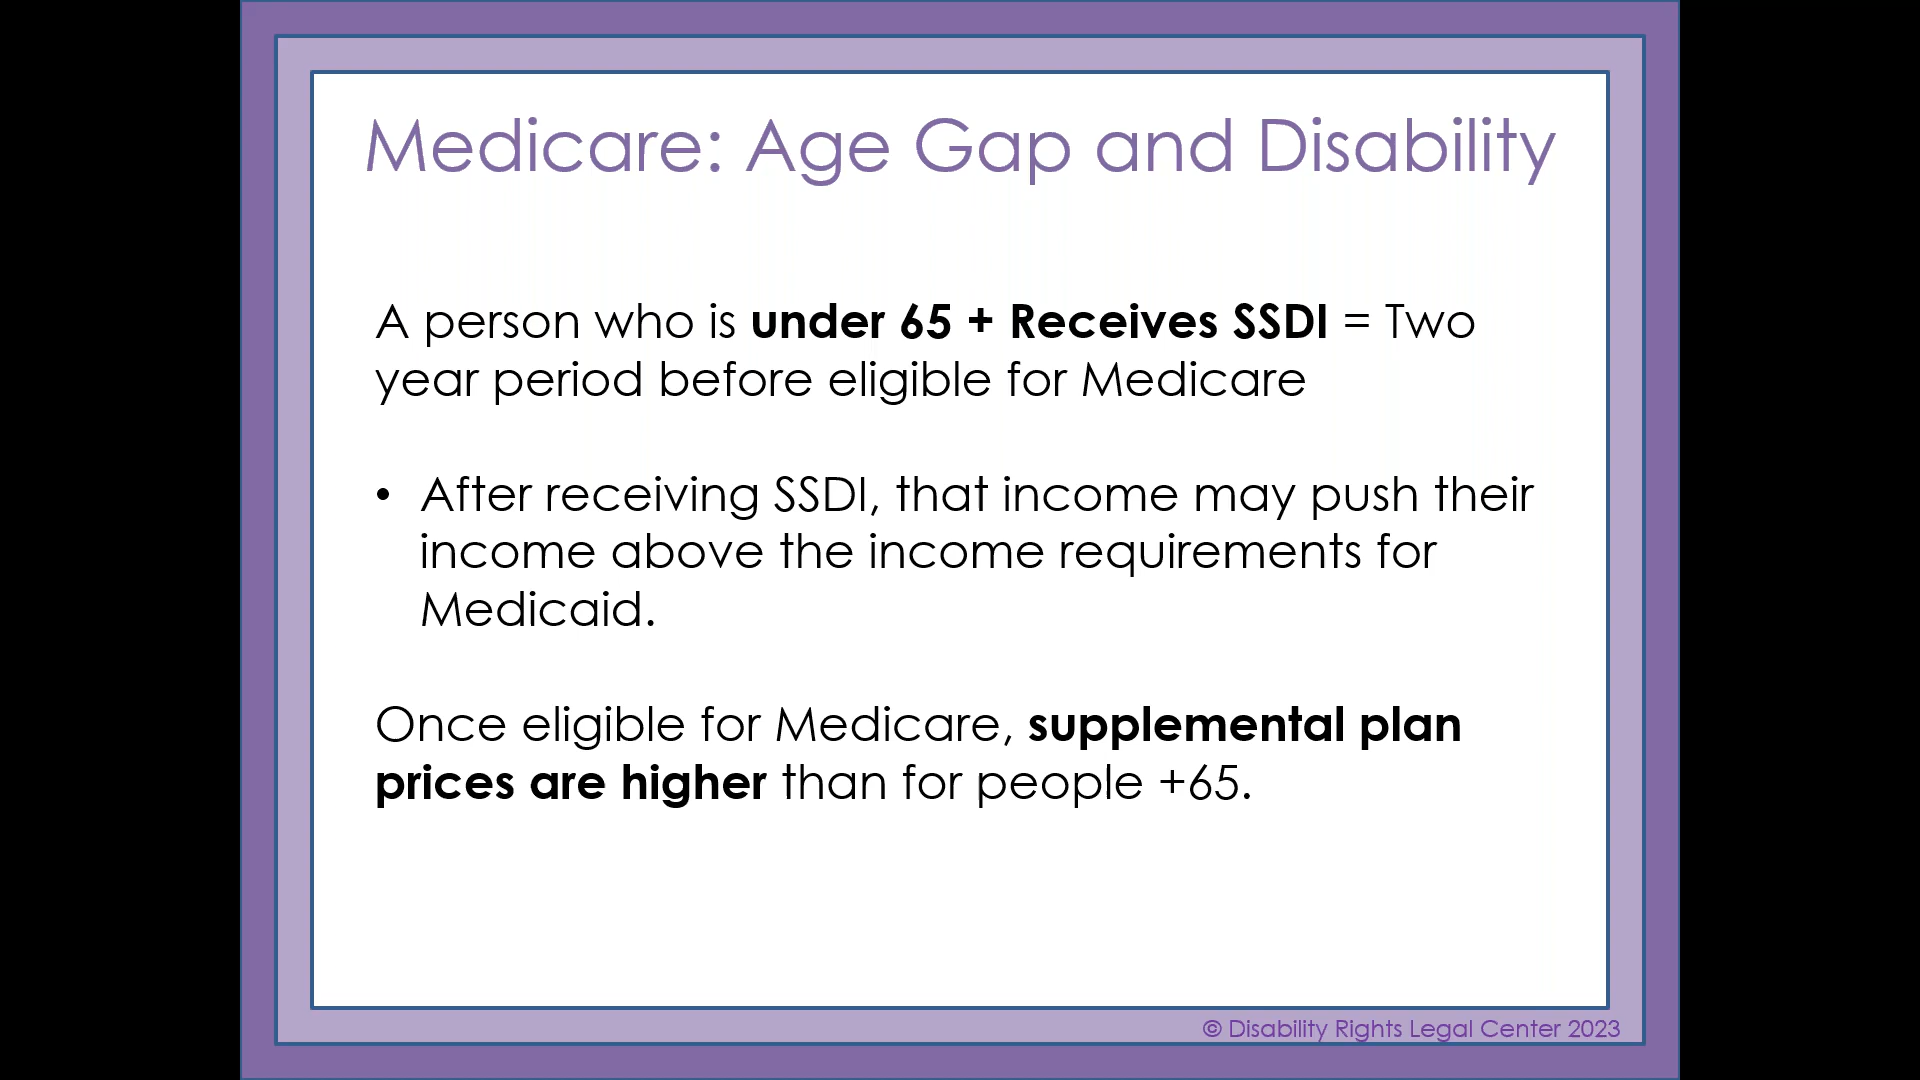 Medicare: Age Gap and Disability
A person who is under 65 + Receives SSDI = Two
year period before eligible for Medicare
• After receiving SSDI, that income may push their
income above the income requirements for
Medicaid.
Once eligible for Medicare, supplemental plan
prices are higher than for people +65.
© Disability Rights Legal Center 2023